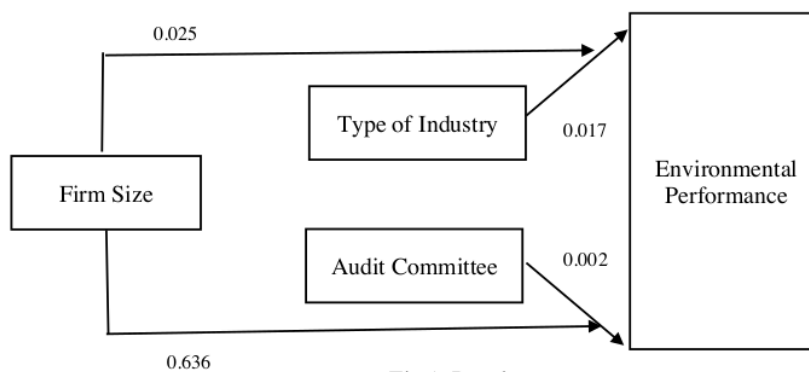 0.025
Type of Industry
0.017
Environmental
Performance
Firm Size
Audit Committee
0.002
0.636